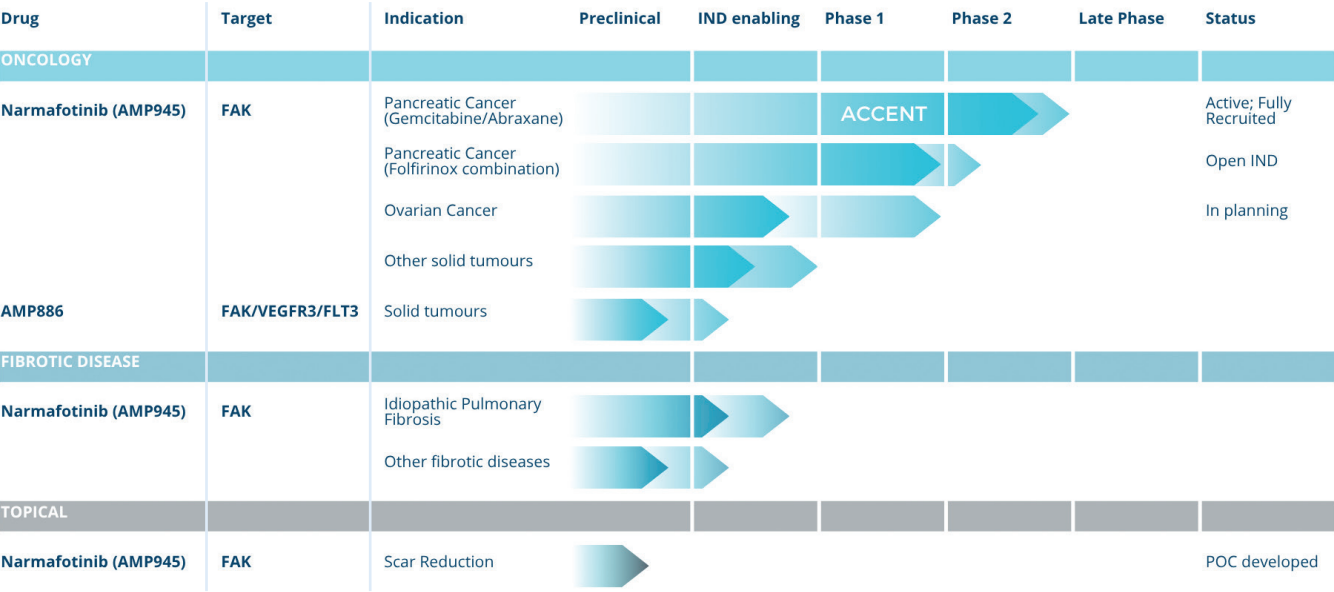 Drug Target Indication Preclinical IND enabling Phase 1 Phase 2 Late Phase Status
ONCOLOGY
Narmafotinib (AMP945) FAK Pancreatic Cancer
(Gemcitabine/Abraxane) ACCENT Active; Fully
Recruited
Pancreatic Cancer
(Folfirinox combination) Open IND
Ovarian Cancer In planning
Other solid tumours
AMP886 FAK/VEGFR3/FLT3 Solid tumours
FIBROTIC DISEASE
Narmafotinib (AMP945) FAK Idiopathic Pulmonary
Fibrosis
Other fibrotic diseases
TOPICAL
Narmafotinib (AMP945) FAK Scar Reduction POC developed